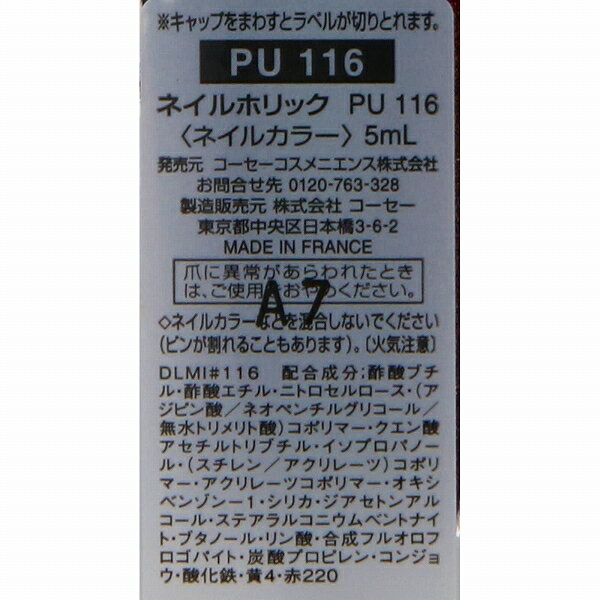 ※キャップをまわすとラベルが切りとれます。
PU 116
ネイルホリック PU 116
〈ネイルカラー〉5mL
発売元 コーセーコスメニエンス株式会社
お問合せ先 0120-763-328
製造販売元 株式会社 コーセー
東京都中央区日本橋3-6-2
MADE IN FRANCE
爪に異常があらわれたとき
は、ご使用をおやめください。
A7
◇ネイルカラーなどを混合しないでください
(ビンが割れることもあります)。〔火気注意〕
DLMI#116 配合成分:酢酸ブチ
ル・酢酸エチル・ニトロセルロース・(ア
ジピン酸/ネオペンチルグリコール/
無水トリメリト酸)コポリマー・クエン酸
アセチルトリブチル・イソプロパノー
ル・(スチレン/アクリレーツ)コポリ
マー・アクリレーツコポリマー・オキシ
ベンゾン-1・シリカ・ジアセトンアル
コール・ステアラルコニウムベントナイ
ト・ブタノール・リン酸・合成フルオロフ
ロゴパイト・炭酸プロピレン・コンジョ
ウ・酸化鉄・黄4・赤220